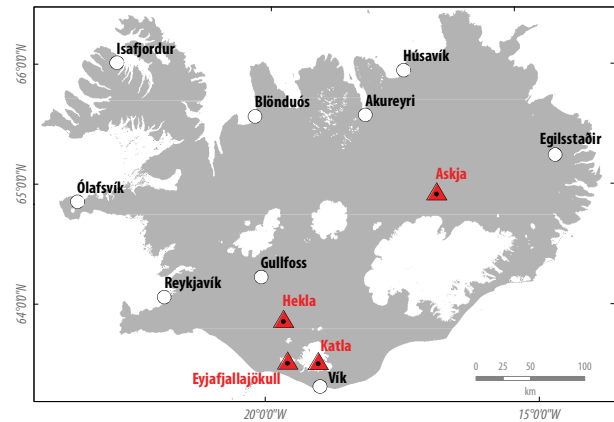 Isafjordur
Húsavík
66°0'0"N
Blönduós
Akureyri
Egilsstaðir
Askja
65°0'0"N
Ólafsvík
Gullfoss
Reykjavík
Hekla
64°0'0"N
Katla
Eyjafjallajökull
Vík
0 25 50 100
km
20°0'0"W
15°0'0"W